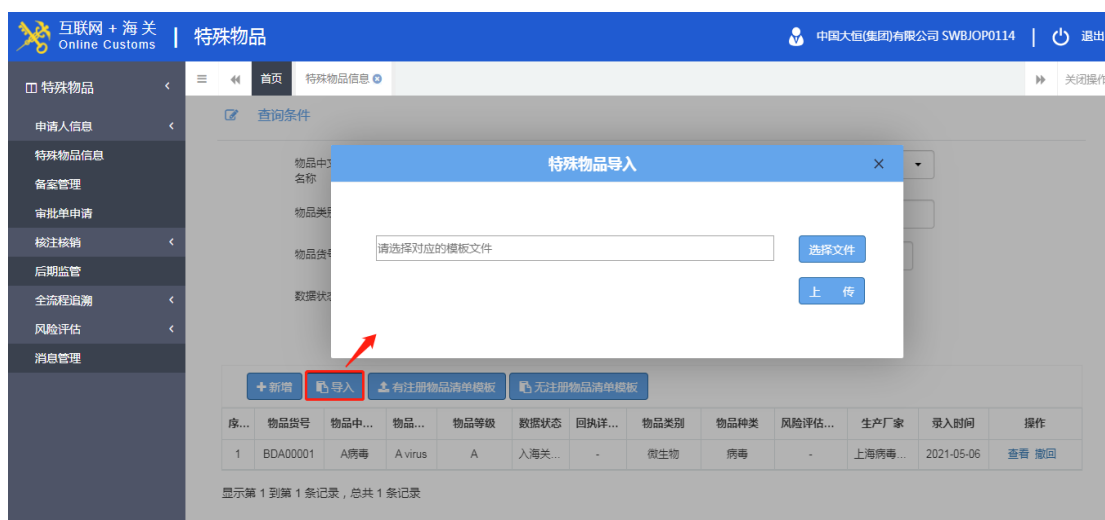 互联网 + 海关
Online Customs
特殊物品
中国大恒(集团)有限公司 SWBJOP0114
退出
特殊物品
首页
特殊物品信息
关闭操作
申请人信息
特殊物品信息
备案管理
审批单申请
核注核销
后期监管
全流程追溯
风险评估
消息管理
查询条件
物品中文
名称
物品类别
物品货号
数据状态
特殊物品导入
请选择对应的模板文件
选择文件
上 传
新增
导入
有注册物品清单模板
无注册物品清单模板
序... 物品货号 物品中... 物品... 物品等级 数据状态 回执详... 物品类别 物品种类 风险评估... 生产厂家 录入时间 操作
1 BDA00001 A病毒 A virus A 入海关... - 微生物 病毒 - 上海病毒... 2021-05-06 查看 撤回
显示第 1 到第 1 条记录，总共 1 条记录